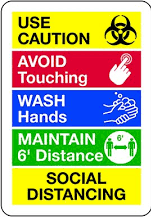 USE
CAUTION
AVOID
Touching
WASH
Hands
MAINTAIN
6' Distance
6'
SOCIAL
DISTANCING